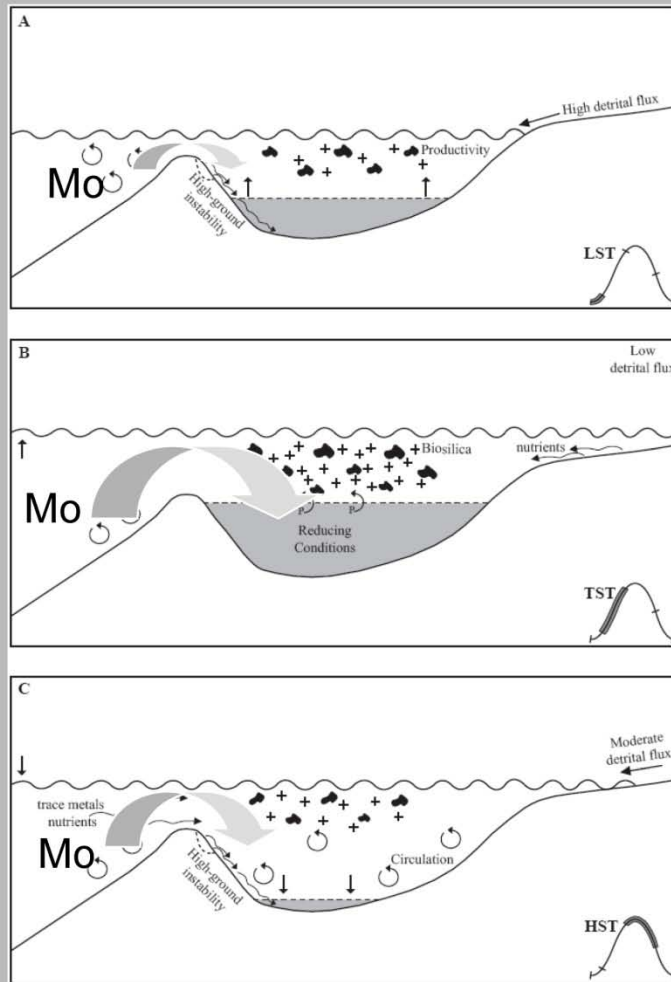 A
High detrital flux
Productivity
Mo
High-ground
instability
LST
B
Low
detrital flux
Biosilica
nutrients
Mo
P
P
Reducing
Conditions
TST
C
Moderate
detrital flux
trace metals
nutrients
Mo
Circulation
High-ground
instability
HST